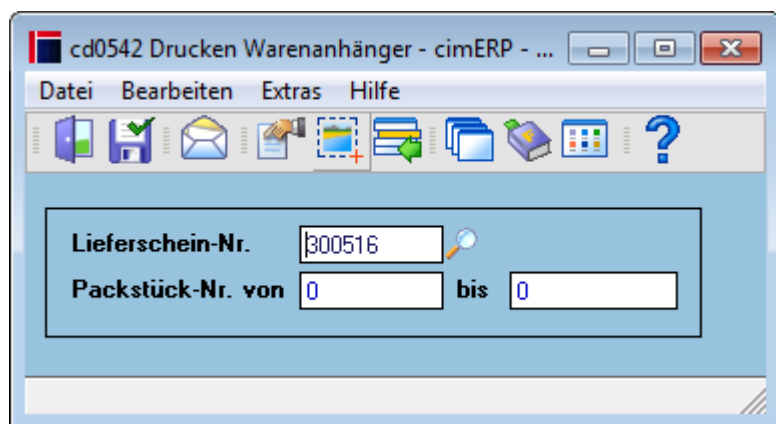 cd0542 Drucken Warenanhänger - cimERP - ...
Datei Bearbeiten Extras Hilfe
Lieferschein-Nr. 300516
Packstück-Nr. von 0 bis 0